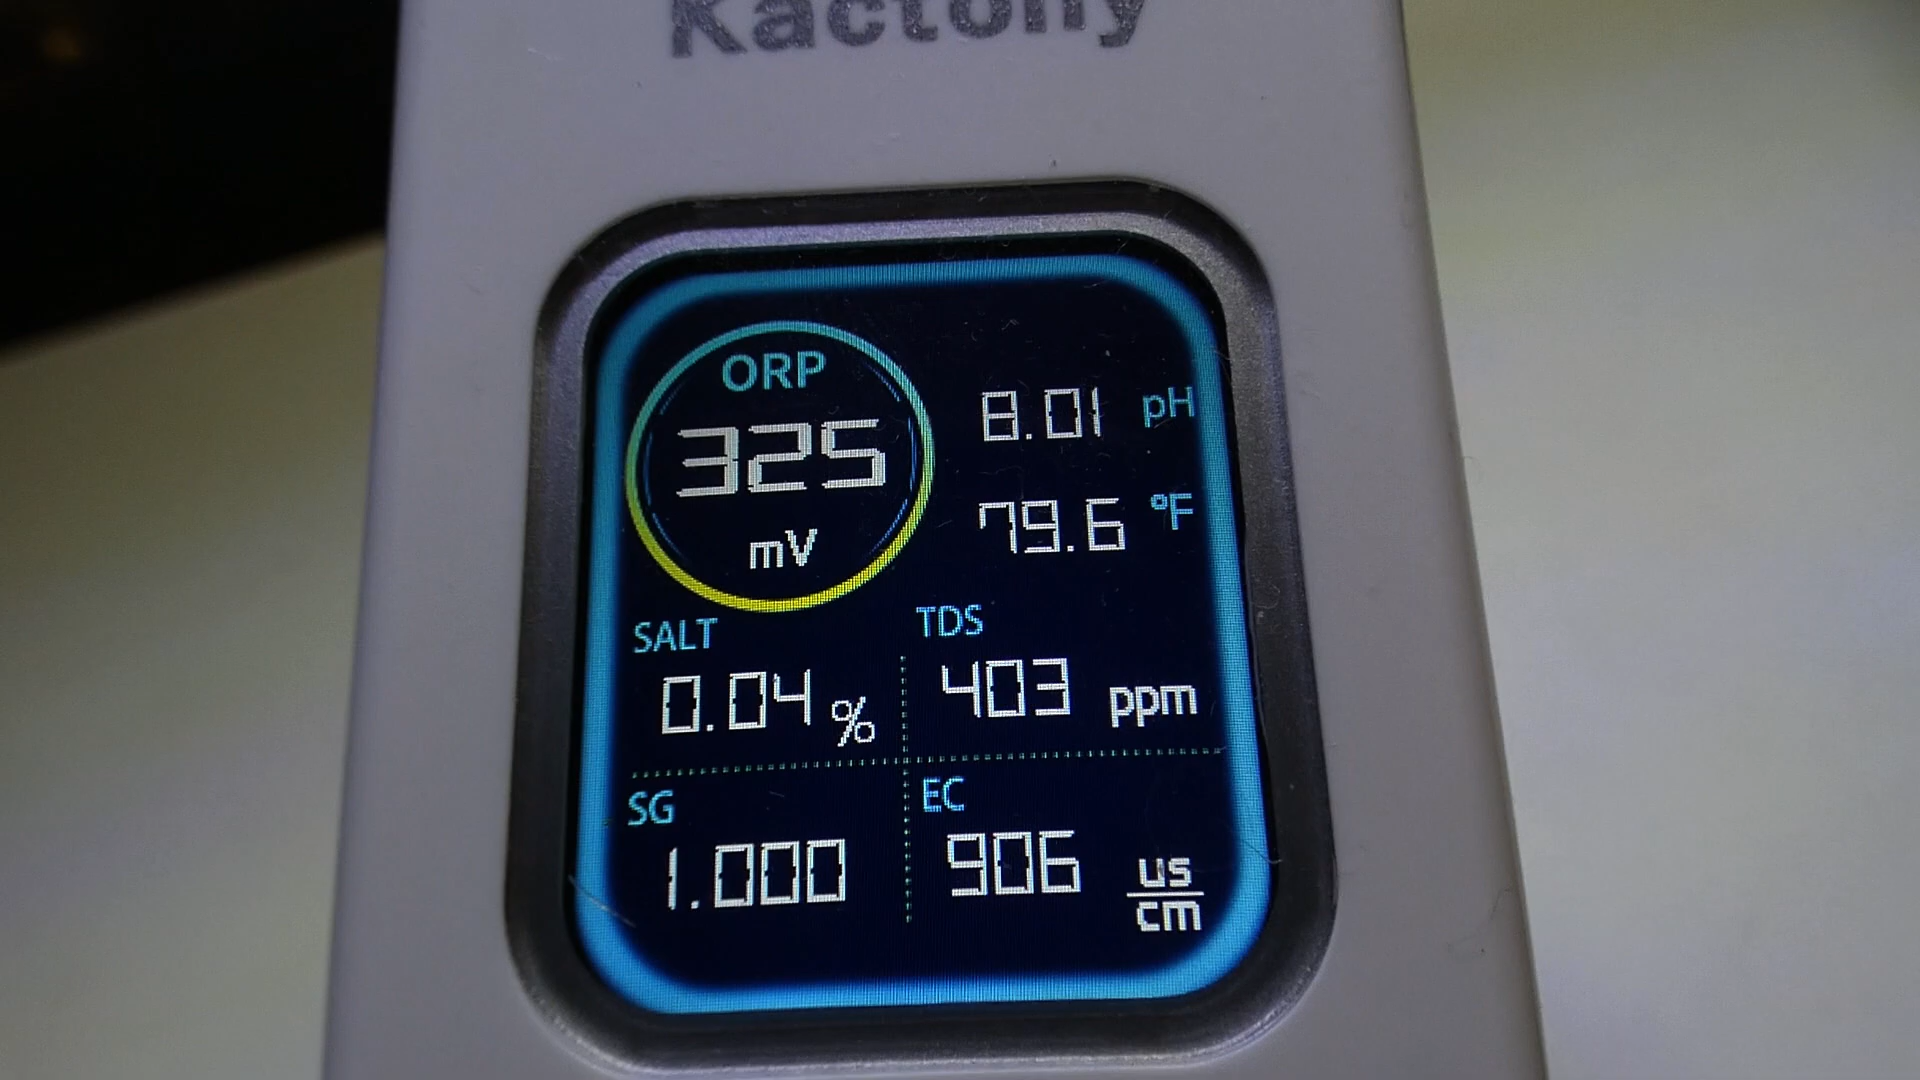 Kactony
ORP
325
mV
8.01 pH
79.6 °F
SALT
0.04 %
TDS
403 ppm
SG
1.000
EC
906 us
cm